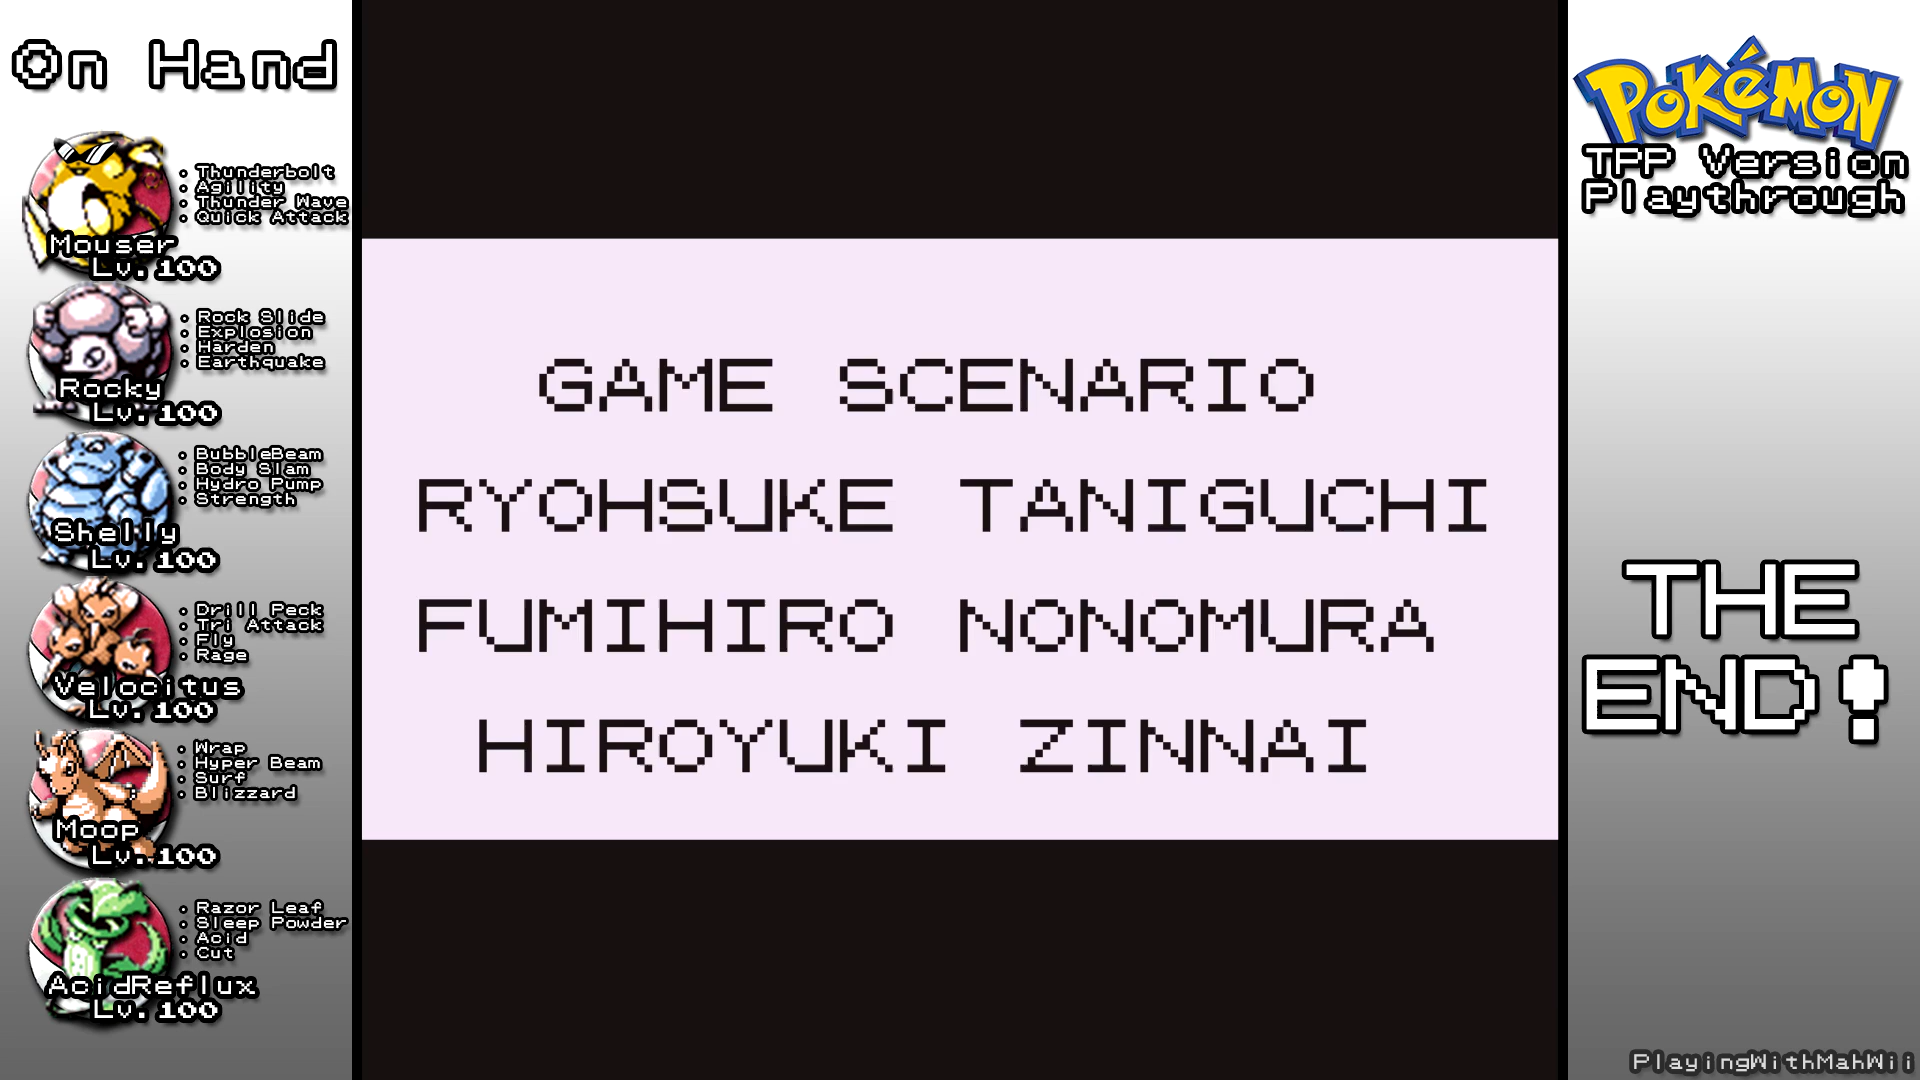 On Hand
• Thunderbolt
• Agility
• Thunder Wave
• Quick Attack
Mouser
Lv.100
• Rock Slide
• Explosion
• Harden
• Earthquake
Rocky
Lv.100
• BubbleBeam
• Body Slam
• Hydro Pump
• Strength
Shelly
Lv.100
• Drill Peck
• Tri Attack
• Fly
• Rage
Velocitus
Lv.100
• Wrap
• Hyper Beam
• Surf
• Blizzard
Moop
Lv.100
• Razor Leaf
• Sleep Powder
• Acid
• Cut
AcidReflux
Lv.100
GAME SCENARIO
RYOHSUKE TANIGUCHI
FUMIHIRO NONOMURA
HIROYUKI ZINNAI
POKéMON
TPP Version
Playthrough
THE
END!
PlayingWithMahWii